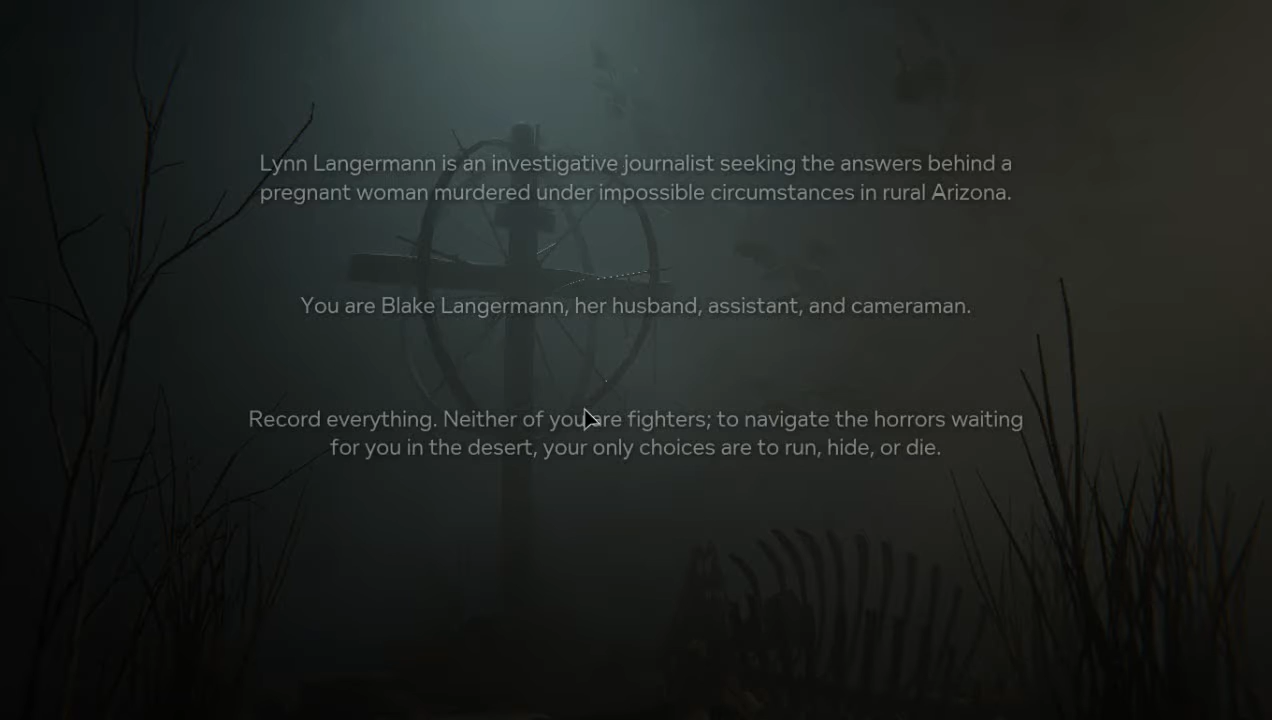 Lynn Langermann is an investigative journalist seeking the answers behind a
pregnant woman murdered under impossible circumstances in rural Arizona.
You are Blake Langermann, her husband, assistant, and cameraman.
Record everything. Neither of you are fighters; to navigate the horrors waiting
for you in the desert, your only choices are to run, hide, or die.